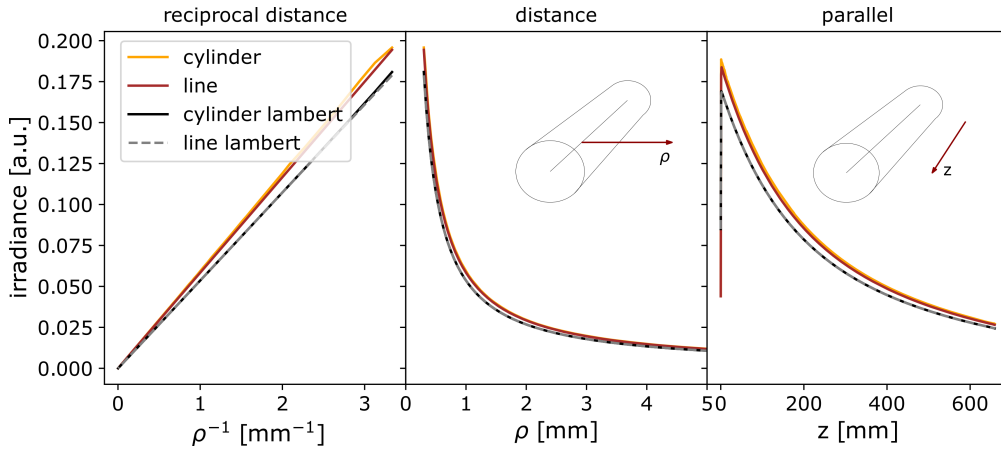 reciprocal distance
distance
parallel
irradiance [a.u.]
0.200
0.175
0.150
0.125
0.100
0.075
0.050
0.025
0.000
cylinder
line
cylinder lambert
line lambert
ρ
z
0 1 2 3
0 1 2 3 4 5
0 200 400 600
ρ⁻¹ [mm⁻¹]
ρ [mm]
z [mm]